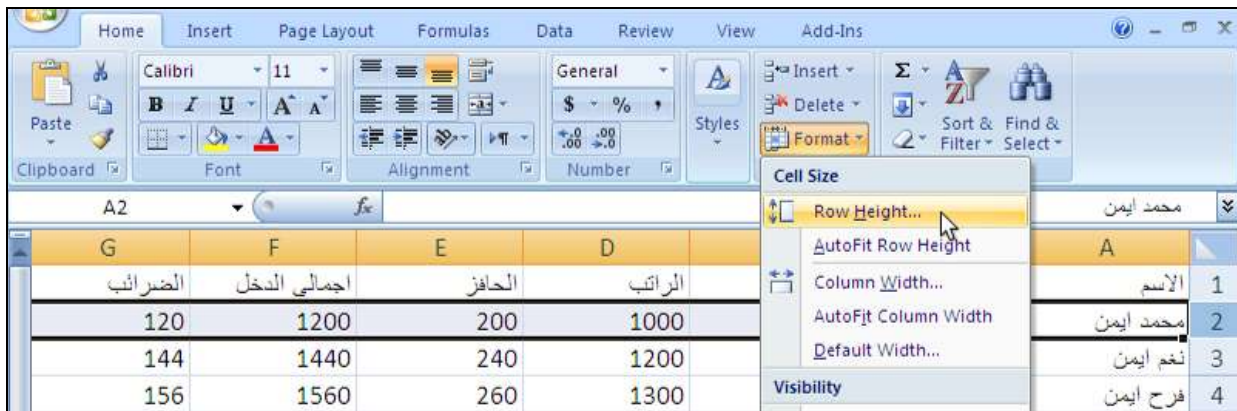 Home Insert Page Layout Formulas Data Review View Add-Ins
Calibri 11 General Insert
Paste B I U A A $ % , Styles Delete Sort & Filter Find & Select
A Format
Clipboard Font Alignment Number
Cell Size
A2 fx محمد ايمن
Row Height...
AutoFit Row Height
Column Width...
AutoFit Column Width
Default Width...
Visibility
A D E F G
1 الاسم الراتب الحافز اجمالي الدخل الضرائب
2 محمد ايمن 1000 200 1200 120
3 نغم ايمن 1200 240 1440 144
4 فرح ايمن 1300 260 1560 156